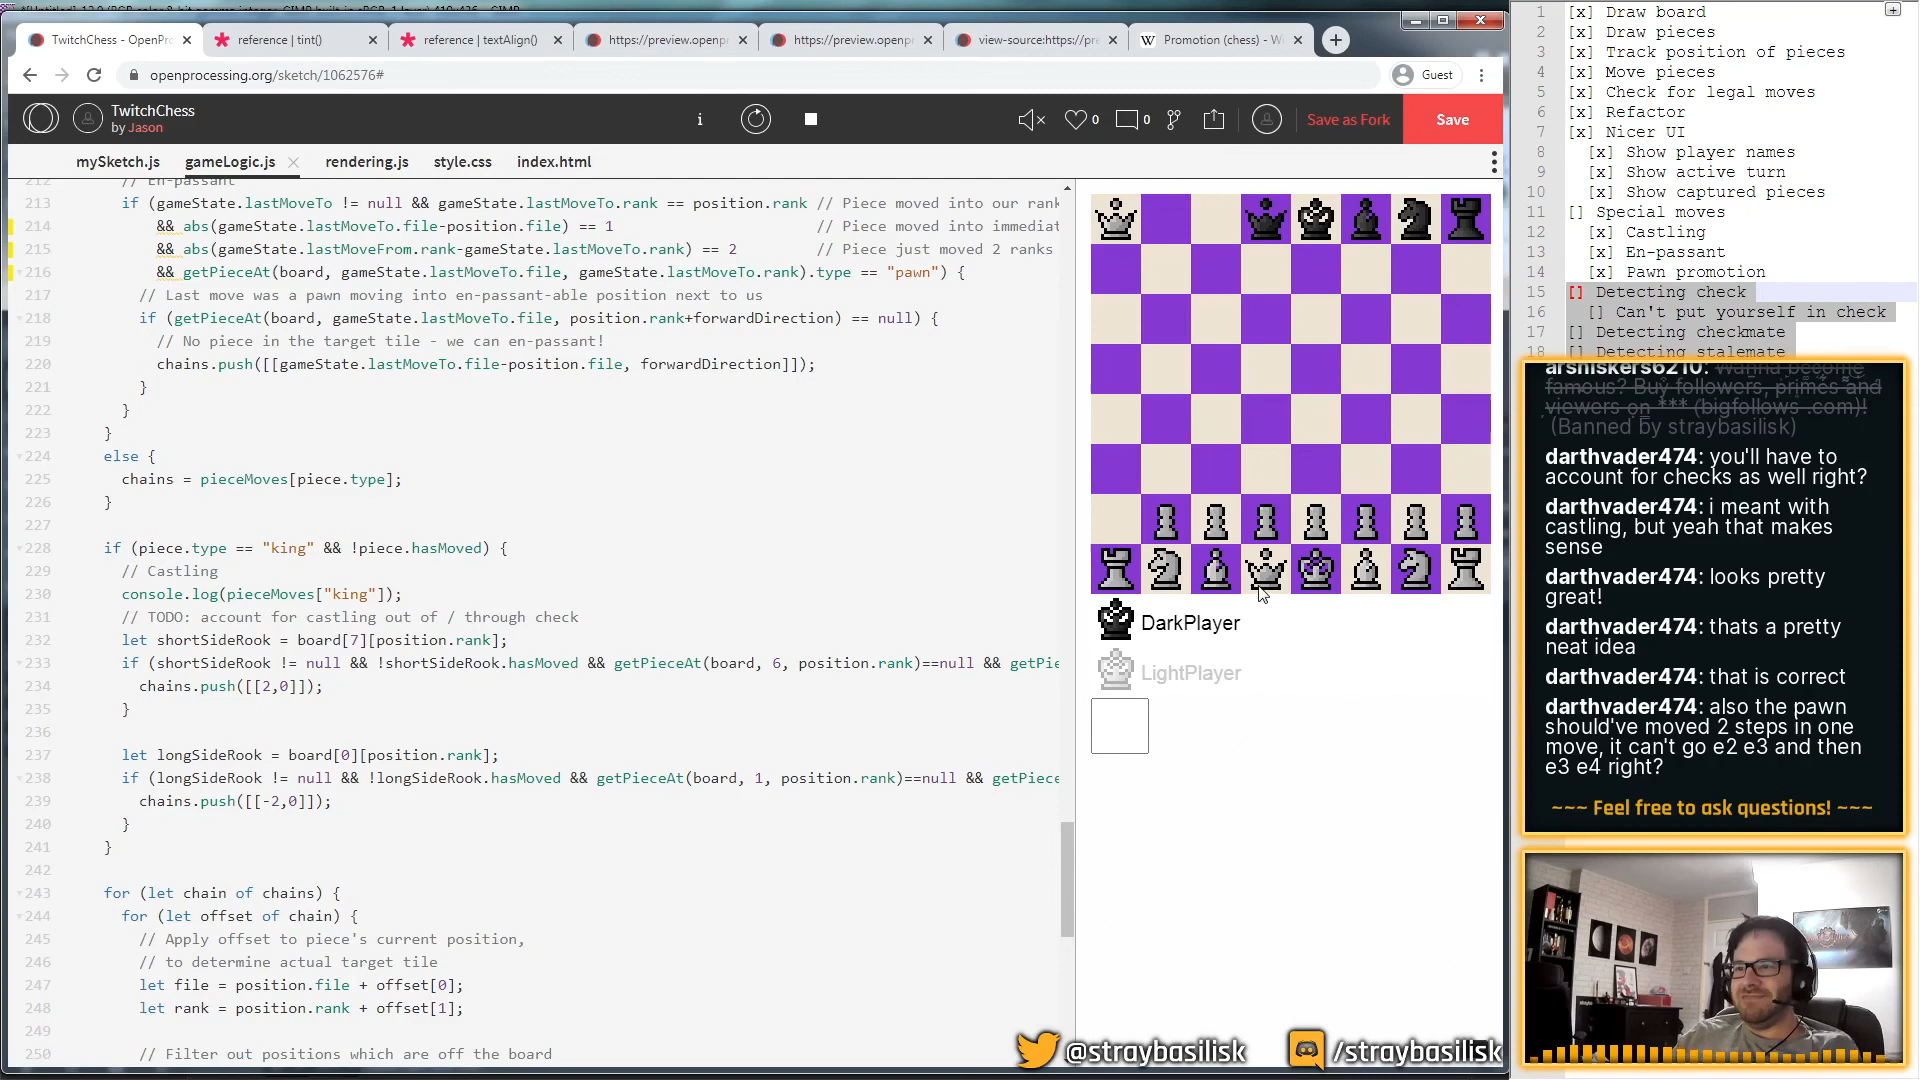 TwitchChess - OpenPro
reference | tint()
reference | textAlign()
https://preview.openp
https://preview.openp
view-source:https://pre
Promotion (chess) - Wi
openprocessing.org/sketch/1062576#
Guest
TwitchChess
by Jason
0
0
Save as Fork
Save
mySketch.js
gameLogic.js
rendering.js
style.css
index.html
212 // En-passant
213 if (gameState.lastMoveTo != null && gameState.lastMoveTo.rank == position.rank // Piece moved into our rank
214 && abs(gameState.lastMoveTo.file-position.file) == 1 // Piece moved into immediat
215 && abs(gameState.lastMoveFrom.rank-gameState.lastMoveTo.rank) == 2 // Piece just moved 2 ranks
216 && getPieceAt(board, gameState.lastMoveTo.file, gameState.lastMoveTo.rank).type == "pawn") {
217 // Last move was a pawn moving into en-passant-able position next to us
218 if (getPieceAt(board, gameState.lastMoveTo.file, position.rank+forwardDirection) == null) {
219 // No piece in the target tile - we can en-passant!
220 chains.push([[gameState.lastMoveTo.file-position.file, forwardDirection]]);
221 }
222 }
223 }
224 else {
225 chains = pieceMoves[piece.type];
226 }
227
228 if (piece.type == "king" && !piece.hasMoved) {
229 // Castling
230 console.log(pieceMoves["king"]);
231 // TODO: account for castling out of / through check
232 let shortSideRook = board[7][position.rank];
233 if (shortSideRook != null && !shortSideRook.hasMoved && getPieceAt(board, 6, position.rank)==null && getPie
234 chains.push([[2,0]]);
235 }
236
237 let longSideRook = board[0][position.rank];
238 if (longSideRook != null && !longSideRook.hasMoved && getPieceAt(board, 1, position.rank)==null && getPiece
239 chains.push([[-2,0]]);
240 }
241 }
242
243 for (let chain of chains) {
244 for (let offset of chain) {
245 // Apply offset to piece's current position,
246 // to determine actual target tile
247 let file = position.file + offset[0];
248 let rank = position.rank + offset[1];
249
250 // Filter out positions which are off the board
DarkPlayer
LightPlayer
1 [x] Draw board
2 [x] Draw pieces
3 [x] Track position of pieces
4 [x] Move pieces
5 [x] Check for legal moves
6 [x] Refactor
7 [x] Nicer UI
8 [x] Show player names
9 [x] Show active turn
10 [x] Show captured pieces
11 [] Special moves
12 [x] Castling
13 [x] En-passant
14 [x] Pawn promotion
15 [] Detecting check
16 [] Can't put yourself in check
17 [] Detecting checkmate
18 [] Detecting stalemate
arshiskers6210: Wanna become
famous? Buy followers, primes and
viewers on *** (bigfollows .com)!
(Banned by straybasilisk)
darthvader474: you'll have to
account for checks as well right?
darthvader474: i meant with
castling, but yeah that makes
sense
darthvader474: looks pretty
great!
darthvader474: thats a pretty
neat idea
darthvader474: that is correct
darthvader474: also the pawn
should've moved 2 steps in one
move, it can't go e2 e3 and then
e3 e4 right?
~~~ Feel free to ask questions! ~~~
@straybasilisk
/straybasilisk